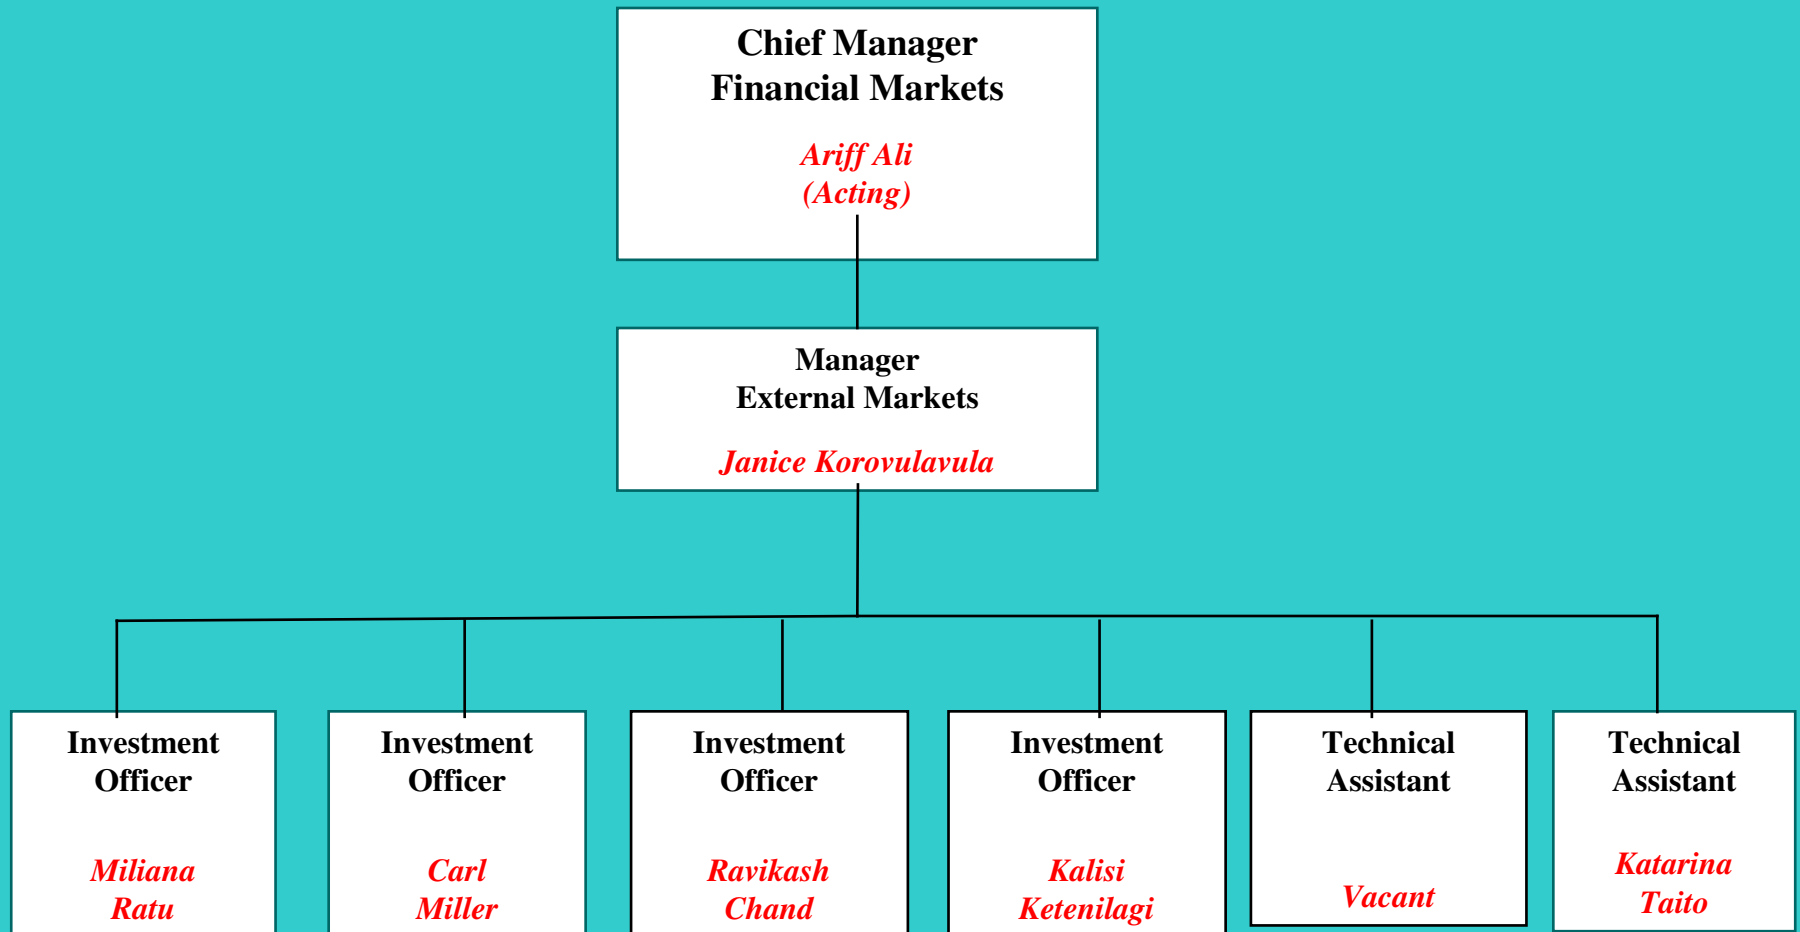 Chief Manager
Financial Markets
Ariff Ali
(Acting)
Manager
External Markets
Janice Korovulavula
Investment
Officer
Miliana
Ratu
Investment
Officer
Carl
Miller
Investment
Officer
Ravikash
Chand
Investment
Officer
Kalisi
Ketenilagi
Technical
Assistant
Vacant
Technical
Assistant
Katarina
Taito